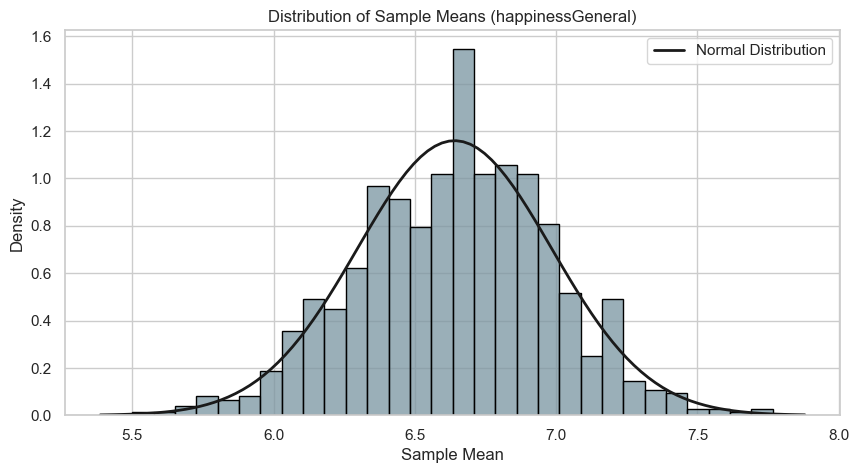 Distribution of Sample Means (happinessGeneral)
Normal Distribution
1.6
1.4
1.2
1.0
0.8
0.6
0.4
0.2
0.0
Density
5.5 6.0 6.5 7.0 7.5 8.0
Sample Mean